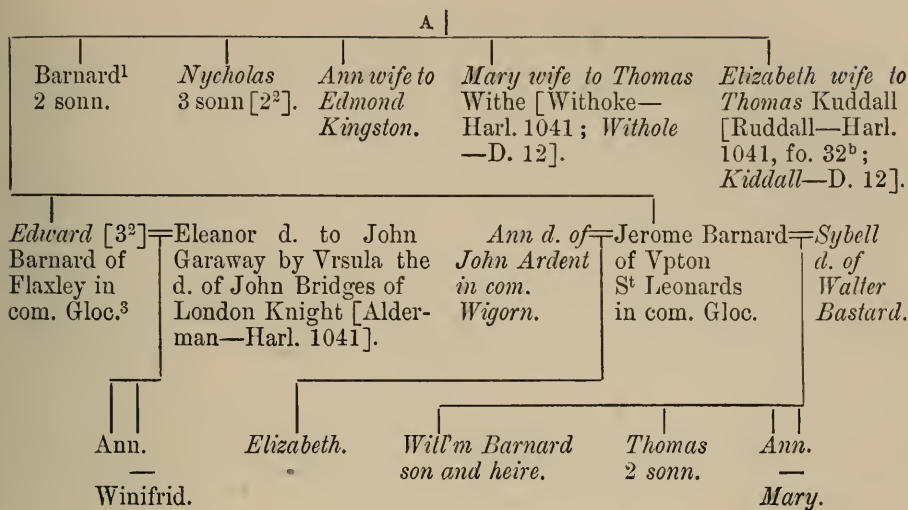 A
Barnard¹
2 sonn.
Nycholas
3 sonn [2²].
Ann wife to
Edmond
Kingston.
Mary wife to Thomas
Withe [Withoke—
Harl. 1041; Withole
—D. 12].
Elizabeth wife to
Thomas Kuddall
[Ruddall—Harl.
1041, fo. 32ᵇ;
Kiddall—D. 12].
Edward [3²]=
Barnard of
Flaxley in
com. Gloc.³
Eleanor d. to John
Garaway by Vrsula the
d. of John Bridges of
London Knight [Alder-
man—Harl. 1041].
Ann d. of=
John Ardent
in com.
Wigorn.
Jerome Barnard=
of Vpton
Sᵗ Leonards
in com. Gloc.
Sybell
d. of
Walter
Bastard.
Ann.
—
Winifrid.
Elizabeth.
Will'm Barnard
son and heire.
Thomas
2 sonn.
Ann.
—
Mary.